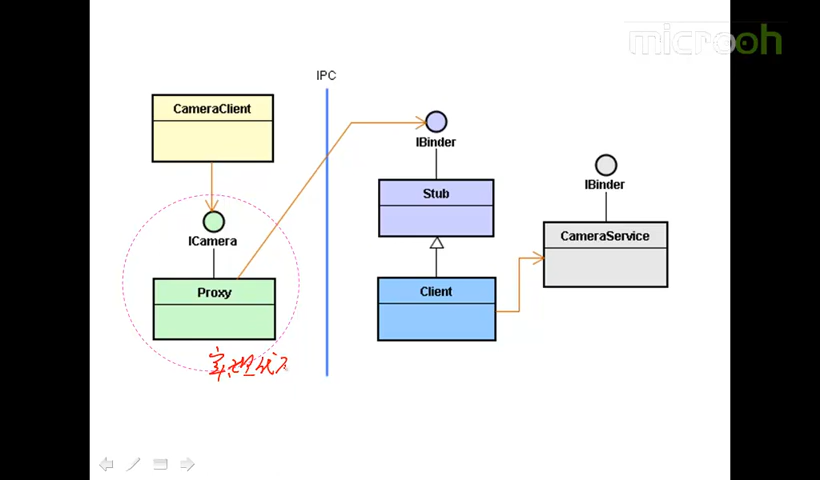 microoh
IPC
CameraClient
IBinder
IBinder
Stub
ICamera
CameraService
Proxy
Client